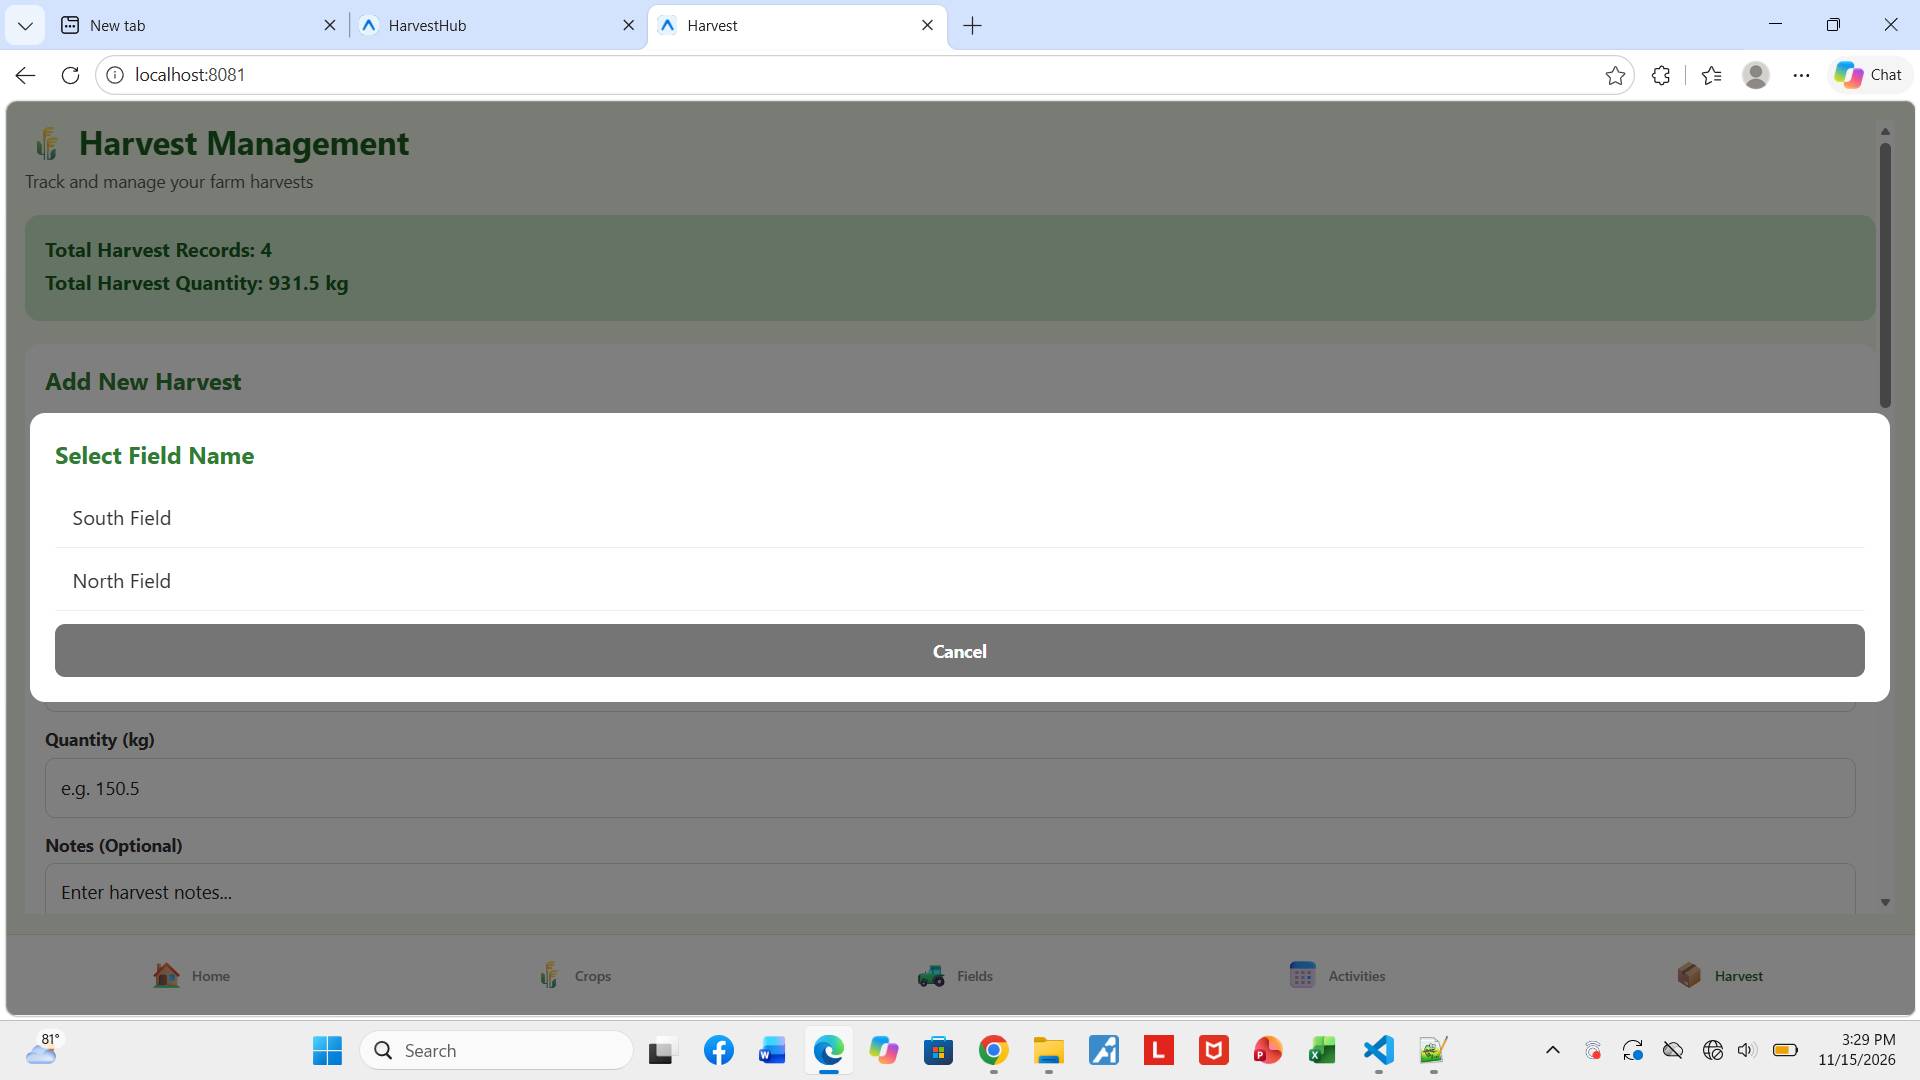 New tab
HarvestHub
Harvest
localhost:8081
Chat
Harvest Management
Track and manage your farm harvests
Total Harvest Records: 4
Total Harvest Quantity: 931.5 kg
Add New Harvest
Select Field Name
South Field
North Field
Cancel
Quantity (kg)
e.g. 150.5
Notes (Optional)
Enter harvest notes...
Home
Crops
Fields
Activities
Harvest
81°
Search
3:29 PM
11/15/2026